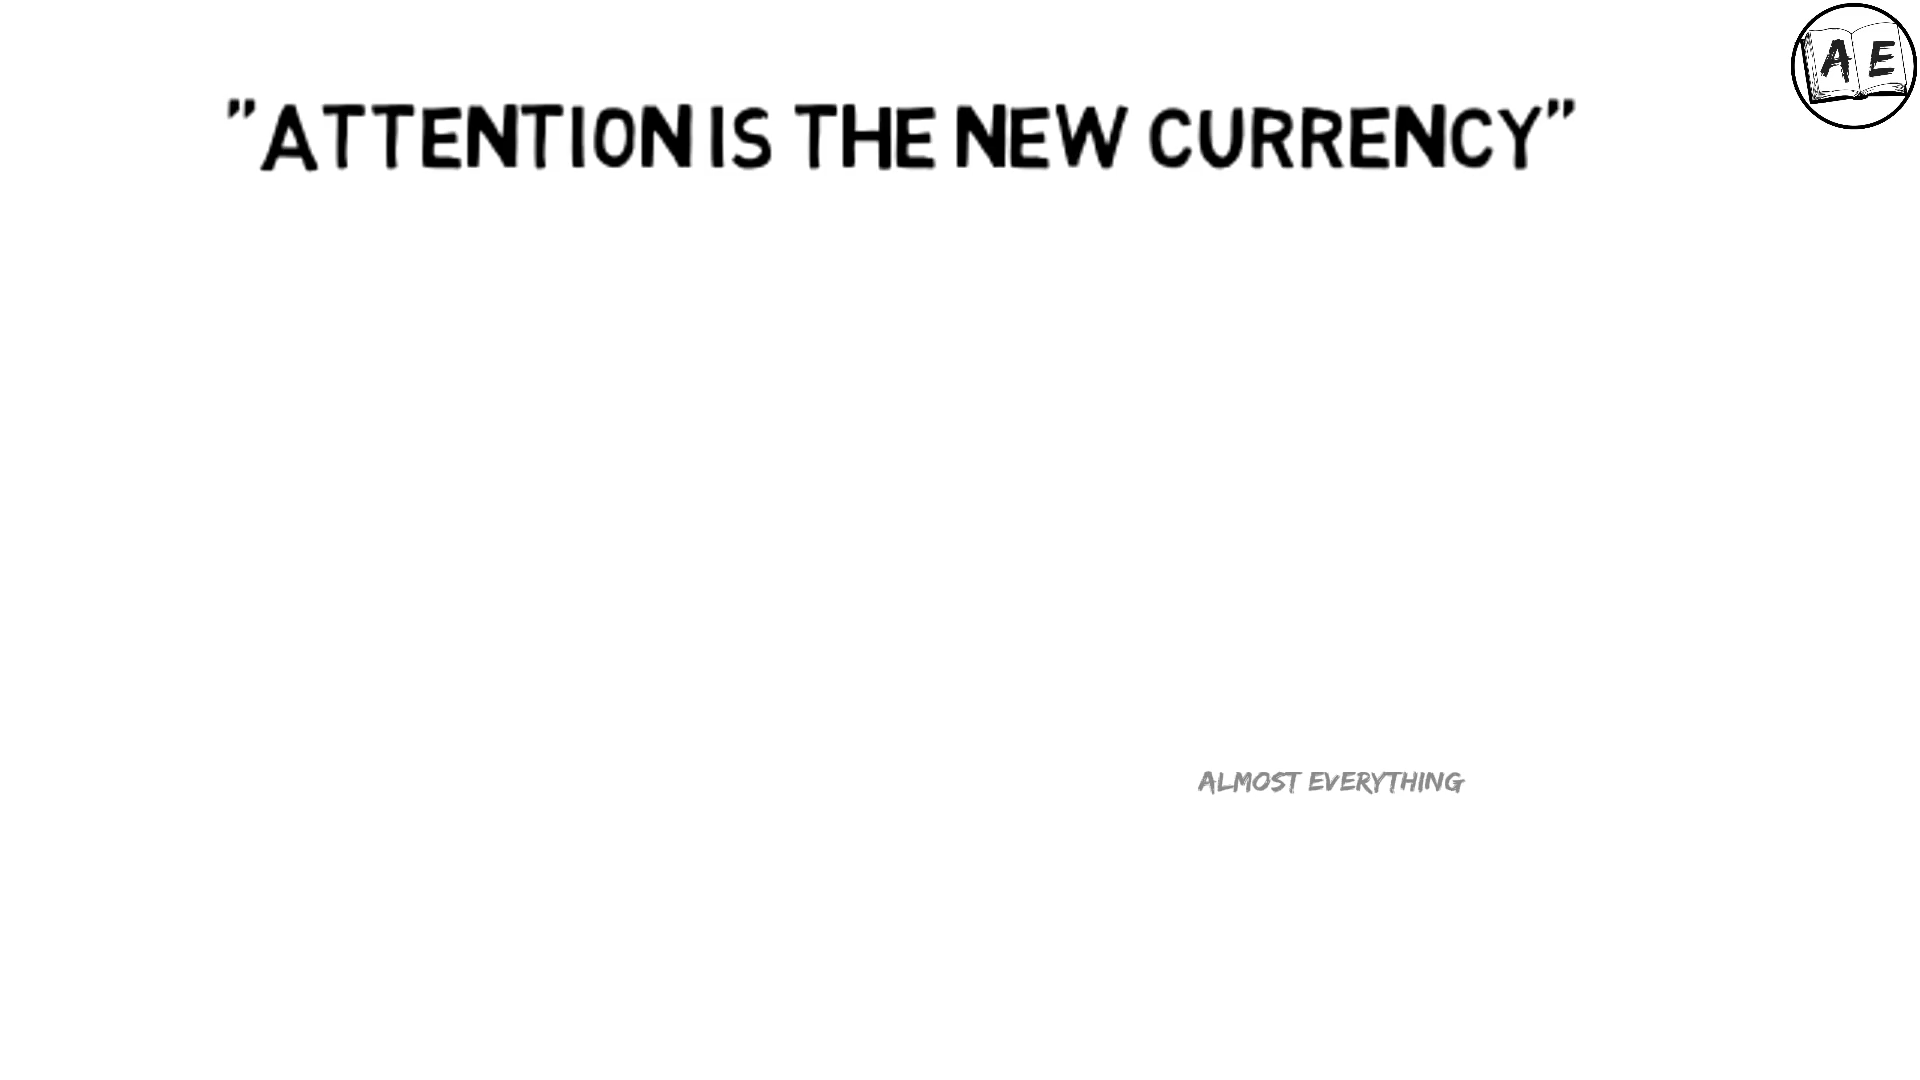 A E
”ATTENTION IS THE NEW CURRENCY”
ALMOST EVERYTHING